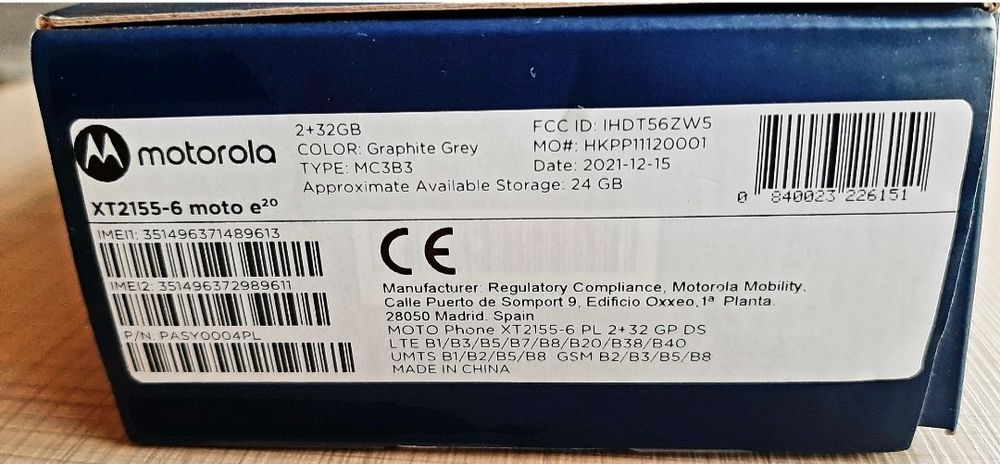 motorola
2+32GB
COLOR: Graphite Grey
TYPE: MC3B3
Approximate Available Storage: 24 GB
FCC ID: IHDT56ZW5
MO#: HKPP11120001
Date: 2021-12-15
0 840023 226151
XT2155-6 moto e²⁰
IMEI1: 351496371489613
IMEI2: 351496372989611
P/N: PASY0004PL
CE
Manufacturer: Regulatory Compliance, Motorola Mobility,
Calle Puerto de Somport 9, Edificio Oxxeo,1ª Planta.
28050 Madrid. Spain
MOTO Phone XT2155-6 PL 2+32 GP DS
LTE B1/B3/B5/B7/B8/B20/B38/B40
UMTS B1/B2/B5/B8 GSM B2/B3/B5/B8
MADE IN CHINA